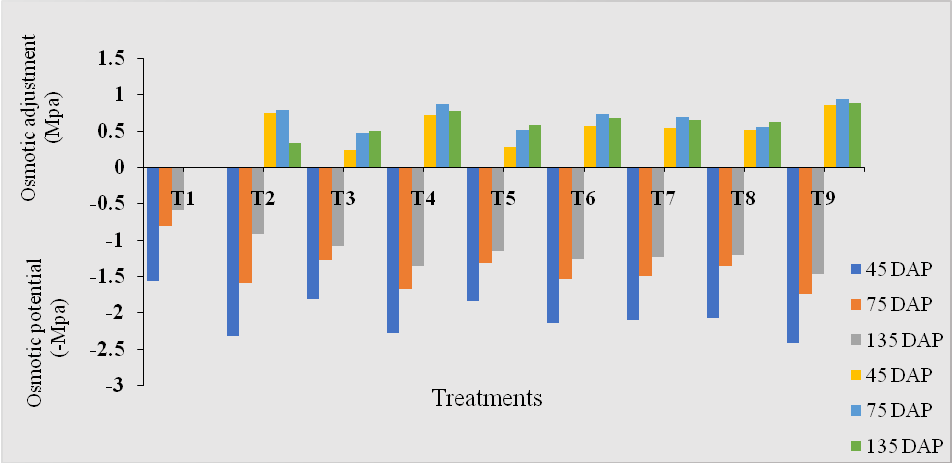 Osmotic adjustment
(Mpa)
Osmotic potential
(-Mpa)
1.5
1
0.5
0
-0.5
-1
-1.5
-2
-2.5
-3
T1 T2 T3 T4 T5 T6 T7 T8 T9
Treatments
45 DAP
75 DAP
135 DAP
45 DAP
75 DAP
135 DAP